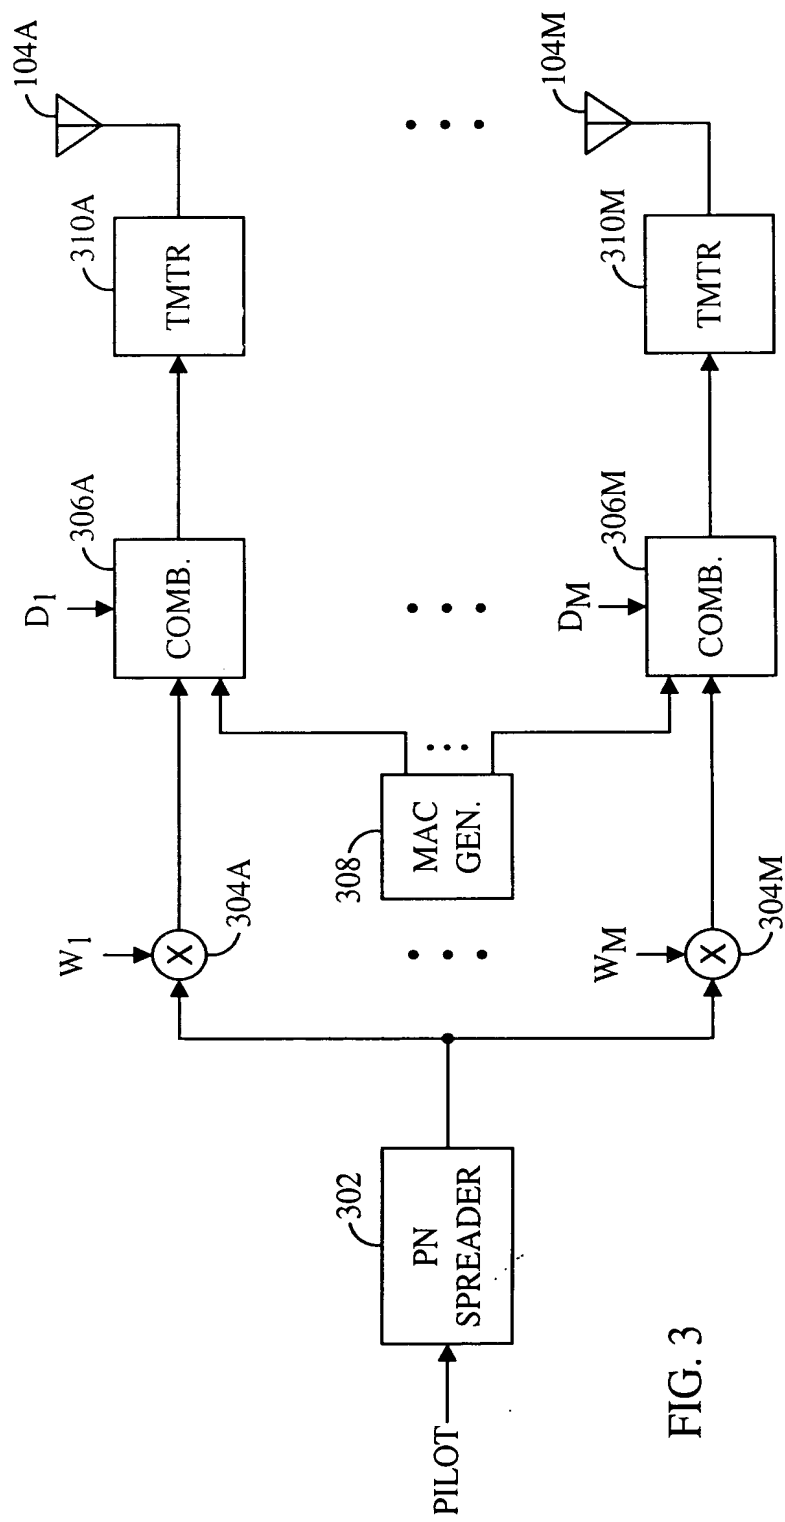 104A
310A
TMTR
306A
D1
COMB.
W1
X
304A
104M
310M
TMTR
306M
DM
COMB.
308
MAC
GEN.
WM
X
304M
302
PN
SPREADER
PILOT
FIG. 3